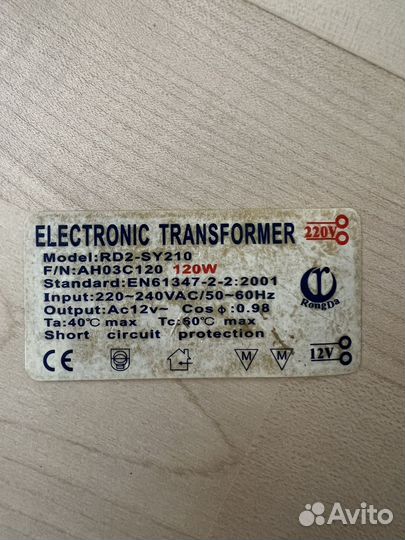 ELECTRONIC TRANSFORMER 220V
Model:RD2-SY210
F/N:AH03C120 120W
Standard:EN61347-2-2:2001
Input:220~240VAC/50~60Hz
Output:Ac12v~ Cosϕ:0.98
Ta:40℃ max Tc:60℃ max
Short circuit protection
RongDa
CE M M 12V
Avito